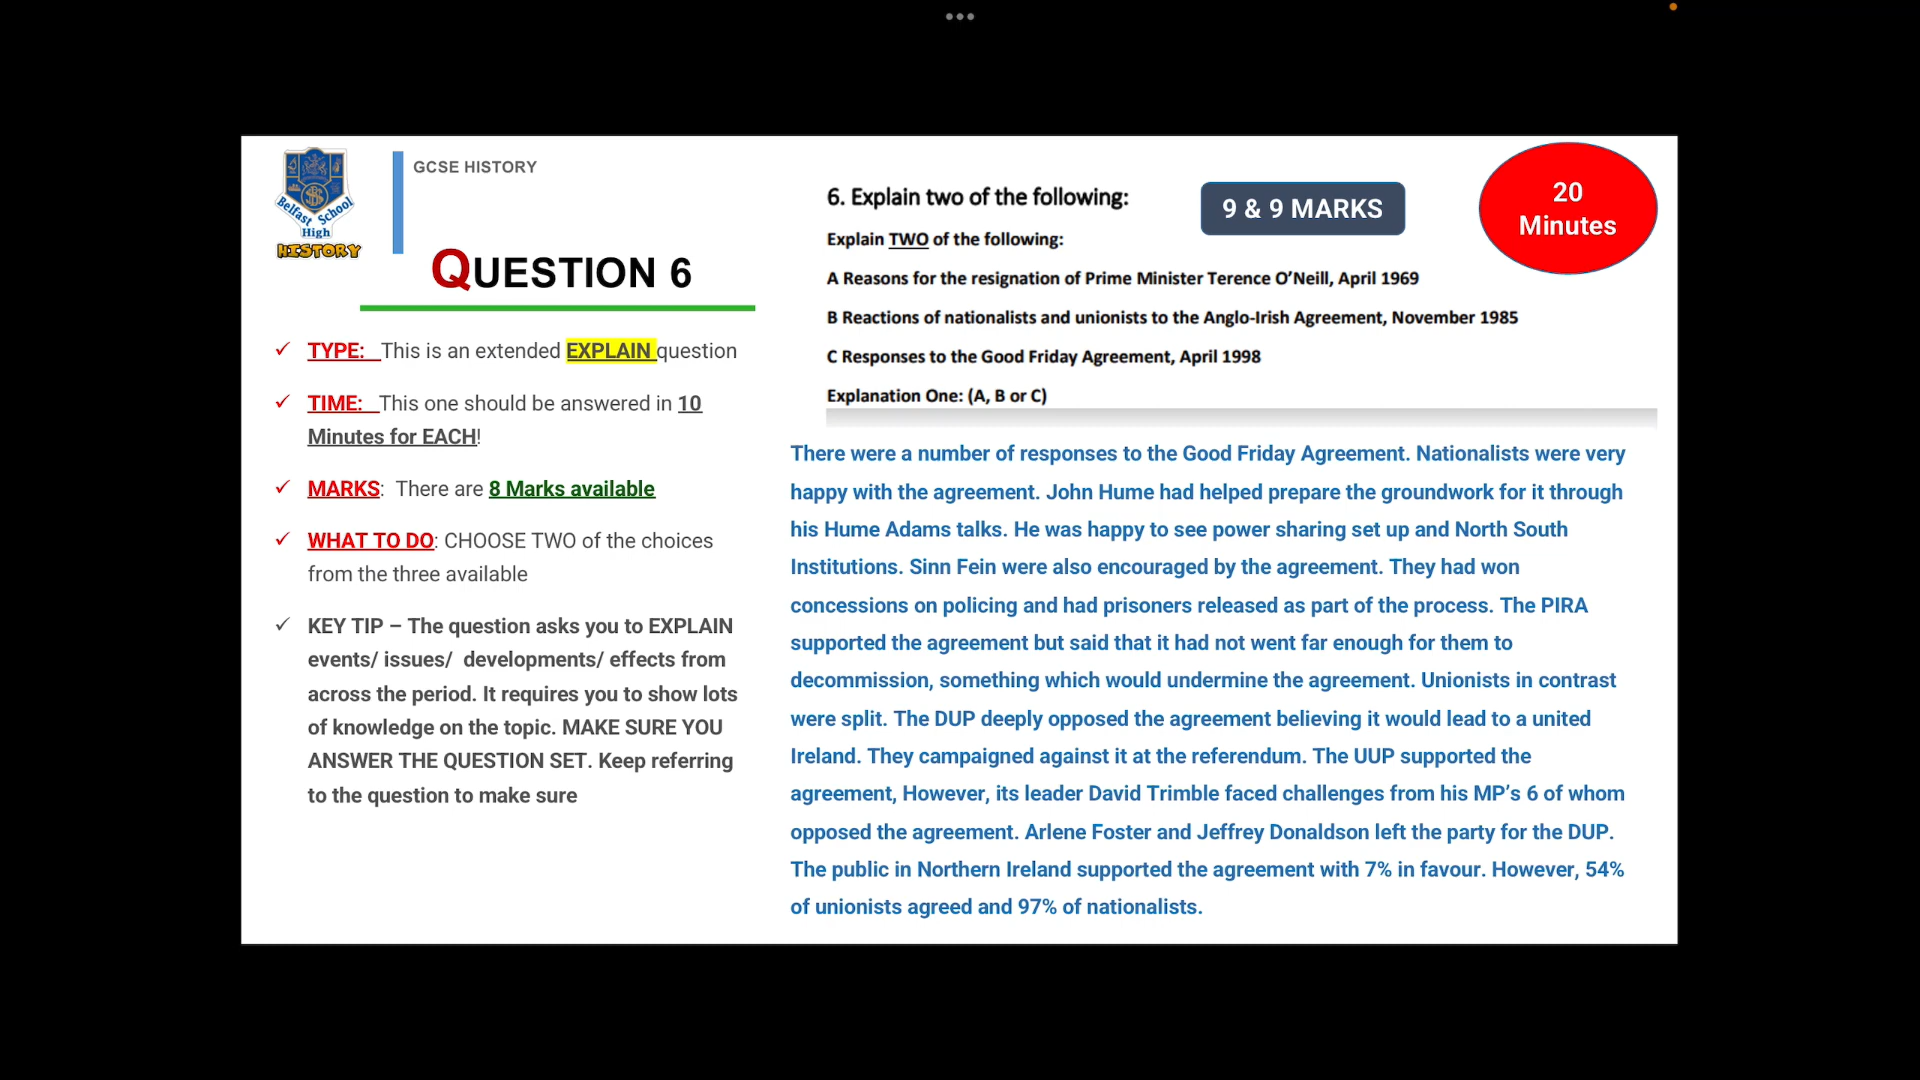 Belfast High School
HISTORY
GCSE HISTORY
QUESTION 6
✓ TYPE: This is an extended EXPLAIN question
✓ TIME: This one should be answered in 10
Minutes for EACH!
✓ MARKS: There are 8 Marks available
✓ WHAT TO DO: CHOOSE TWO of the choices
from the three available
✓ KEY TIP – The question asks you to EXPLAIN
events/ issues/ developments/ effects from
across the period. It requires you to show lots
of knowledge on the topic. MAKE SURE YOU
ANSWER THE QUESTION SET. Keep referring
to the question to make sure
6. Explain two of the following:
9 & 9 MARKS
20
Minutes
Explain TWO of the following:
A Reasons for the resignation of Prime Minister Terence O’Neill, April 1969
B Reactions of nationalists and unionists to the Anglo-Irish Agreement, November 1985
C Responses to the Good Friday Agreement, April 1998
Explanation One: (A, B or C)
There were a number of responses to the Good Friday Agreement. Nationalists were very
happy with the agreement. John Hume had helped prepare the groundwork for it through
his Hume Adams talks. He was happy to see power sharing set up and North South
Institutions. Sinn Fein were also encouraged by the agreement. They had won
concessions on policing and had prisoners released as part of the process. The PIRA
supported the agreement but said that it had not went far enough for them to
decommission, something which would undermine the agreement. Unionists in contrast
were split. The DUP deeply opposed the agreement believing it would lead to a united
Ireland. They campaigned against it at the referendum. The UUP supported the
agreement, However, its leader David Trimble faced challenges from his MP’s 6 of whom
opposed the agreement. Arlene Foster and Jeffrey Donaldson left the party for the DUP.
The public in Northern Ireland supported the agreement with 7% in favour. However, 54%
of unionists agreed and 97% of nationalists.